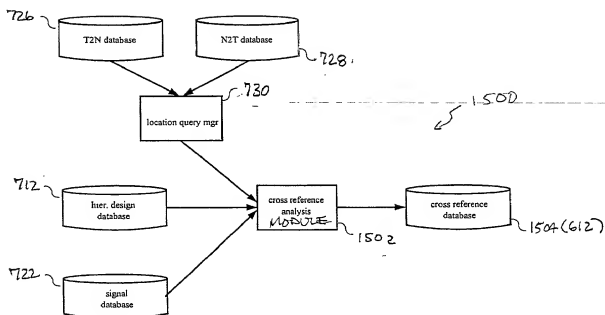 726
T2N database
N2T database
728
730
location query mgr
1500
712
hier. design
database
cross reference
analysis
MODULE
1502
cross reference
database
1504 (612)
722
signal
database